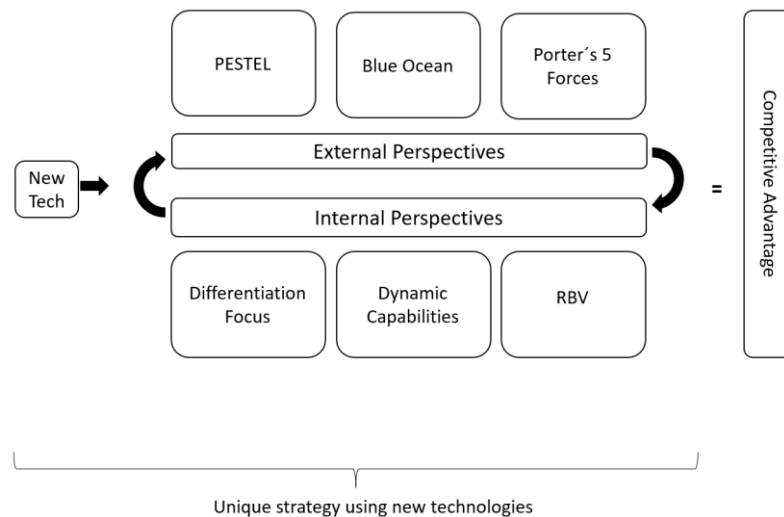 PESTEL
Blue Ocean
Porter´s 5
Forces
External Perspectives
New
Tech
=
Internal Perspectives
Differentiation
Focus
Dynamic
Capabilities
RBV
Competitive Advantage
Unique strategy using new technologies